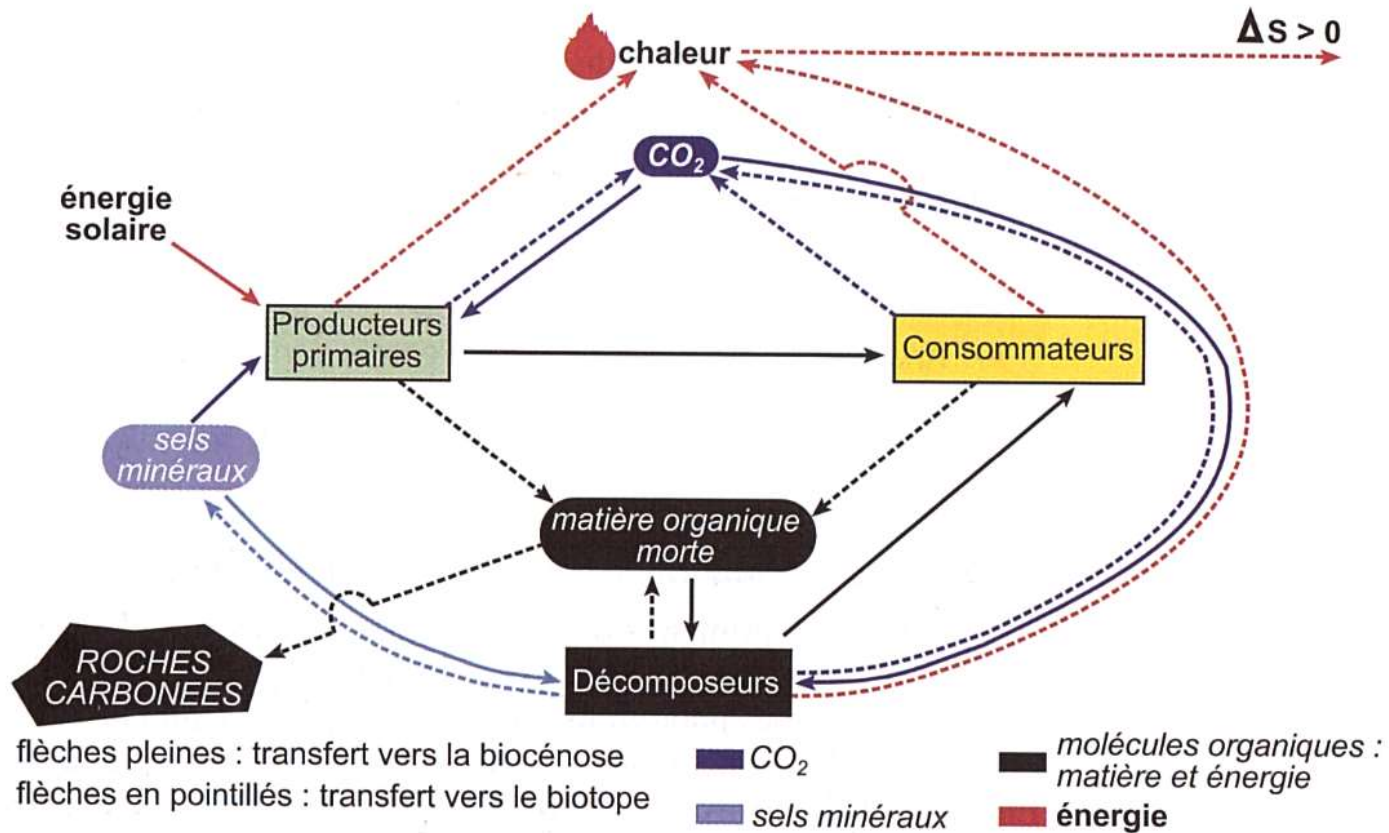 ΔS > 0
chaleur
CO₂
énergie
solaire
Producteurs
primaires
Consommateurs
sels
minéraux
matière organique
morte
ROCHES
CARBONEES
Décomposeurs
flèches pleines : transfert vers la biocénose
flèches en pointillés : transfert vers le biotope
CO₂
sels minéraux
molécules organiques :
matière et énergie
énergie